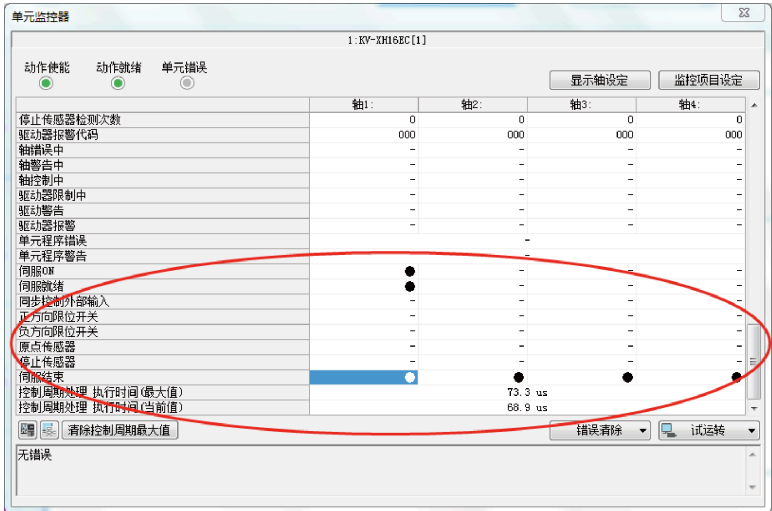 单元监控器
1:KV-XH16EC[1]
动作使能 动作就绪 单元错误
显示轴设定 监控项目设定
轴1: 轴2: 轴3: 轴4:
停止传感器检测次数 0 0 0 0
驱动器报警代码 000 000 000 000
轴错误中 - - - -
轴警告中 - - - -
轴控制中 - - - -
驱动器限制中 - - - -
驱动警告 - - - -
驱动器报警 - - - -
单元程序错误 -
单元程序警告 -
伺服ON ● - - -
伺服就绪 ● - - -
同步控制外部输入 - - - -
正方向限位开关 - - - -
负方向限位开关 - - - -
原点传感器 - - - -
停止传感器 - - - -
伺服结束 ● ● ● ●
控制周期处理 执行时间(最大值) 73.3 us
控制周期处理 执行时间(当前值) 68.9 us
清除控制周期最大值 错误清除 试运转
无错误